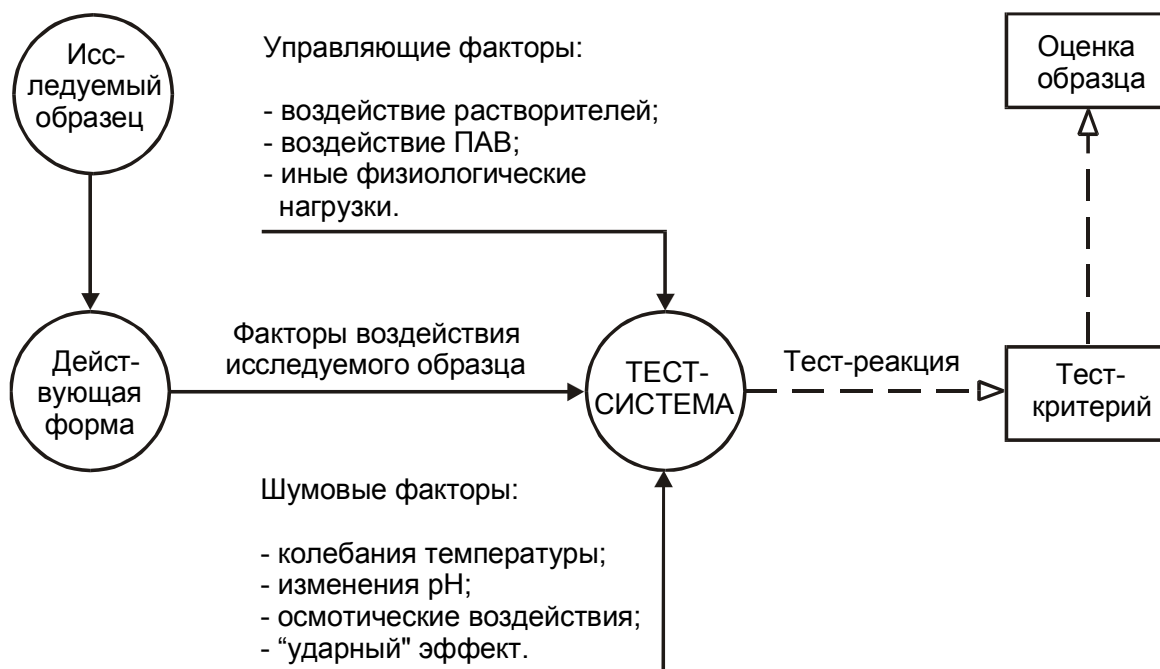 Исс-
ледуемый
образец
Управляющие факторы:
- воздействие растворителей;
- воздействие ПАВ;
- иные физиологические
нагрузки.
Оценка
образца
Дейст-
вующая
форма
Факторы воздействия
исследуемого образца
ТЕСТ-
СИСТЕМА
Тест-реакция
Тест-
критерий
Шумовые факторы:
- колебания температуры;
- изменения pH;
- осмотические воздействия;
- “ударный" эффект.